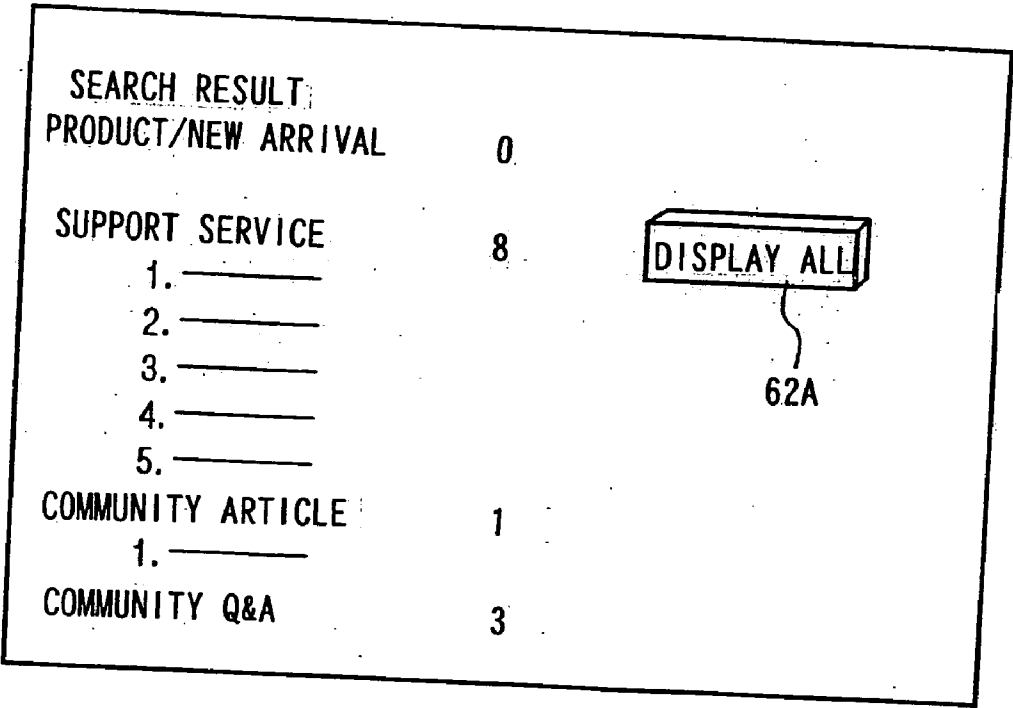 SEARCH RESULT
PRODUCT/NEW ARRIVAL 0
SUPPORT SERVICE 8 DISPLAY ALL
1.
2.
62A
3.
4.
5.
COMMUNITY ARTICLE 1
1.
COMMUNITY Q&A 3